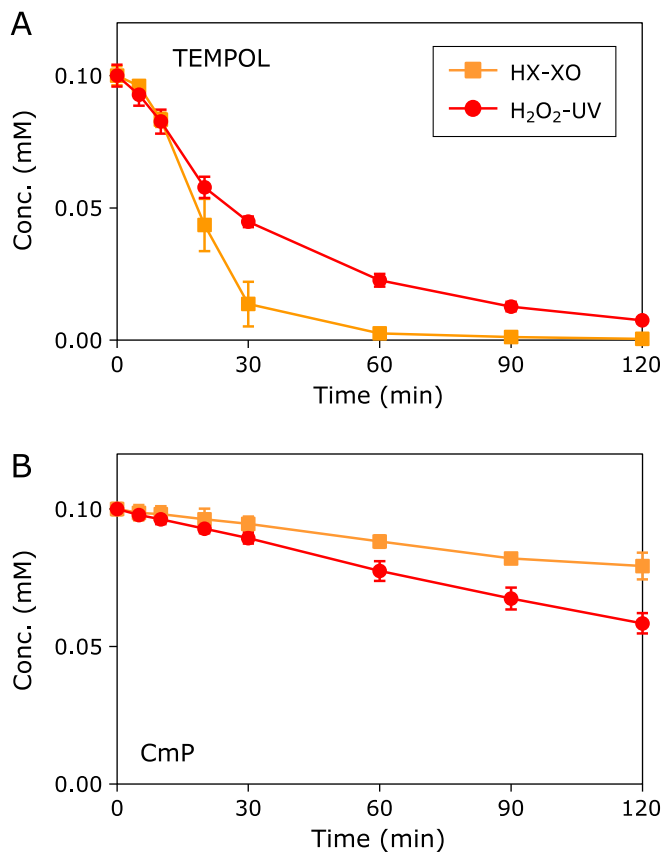 A
TEMPOL
HX-XO
H₂O₂-UV
Conc. (mM)
0.10
0.05
0.00
0 30 60 90 120
Time (min)
B
Conc. (mM)
0.10
0.05
0.00
CmP
0 30 60 90 120
Time (min)